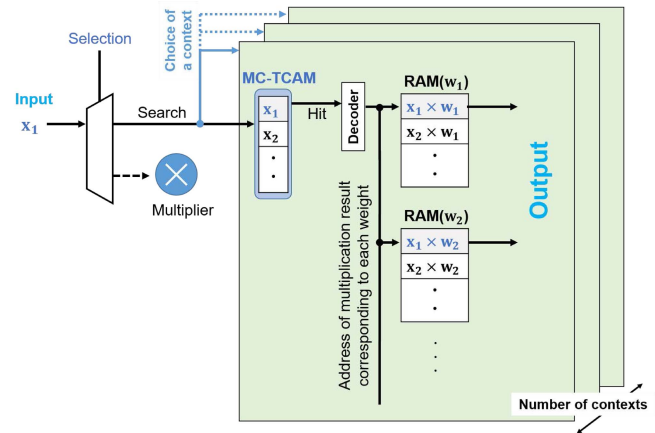 Selection
Choice of
a context
Input
x₁
Search
Multiplier
MC-TCAM
x₁
x₂
Hit
Decoder
Address of multiplication result
corresponding to each weight
RAM(w₁)
x₁ × w₁
x₂ × w₁
RAM(w₂)
x₁ × w₂
x₂ × w₂
Output
Number of contexts